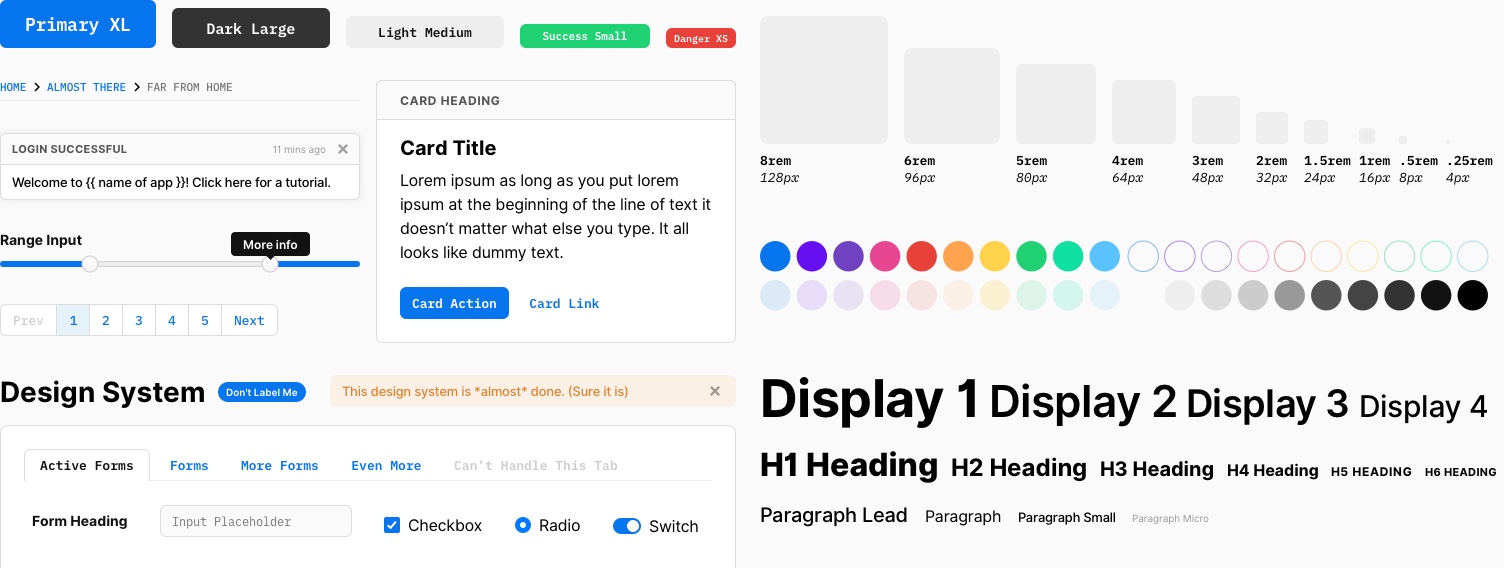 Primary XL
Dark Large
Light Medium
Success Small
Danger XS
HOME > ALMOST THERE > FAR FROM HOME
LOGIN SUCCESSFUL
11 mins ago
Welcome to {{ name of app }}! Click here for a tutorial.
Range Input
More info
Prev 1 2 3 4 5 Next
CARD HEADING
Card Title
Lorem ipsum as long as you put lorem
ipsum at the beginning of the line of text it
doesn’t matter what else you type. It all
looks like dummy text.
Card Action
Card Link
Design System
Don't Label Me
This design system is *almost* done. (Sure it is)
Active Forms
Forms
More Forms
Even More
Can’t Handle This Tab
Form Heading
Input Placeholder
Checkbox
Radio
Switch
8rem 6rem 5rem 4rem 3rem 2rem 1.5rem 1rem .5rem .25rem
128px 96px 80px 64px 48px 32px 24px 16px 8px 4px
Display 1 Display 2 Display 3 Display 4
H1 Heading H2 Heading H3 Heading H4 Heading H5 HEADING H6 HEADING
Paragraph Lead Paragraph Paragraph Small Paragraph Micro